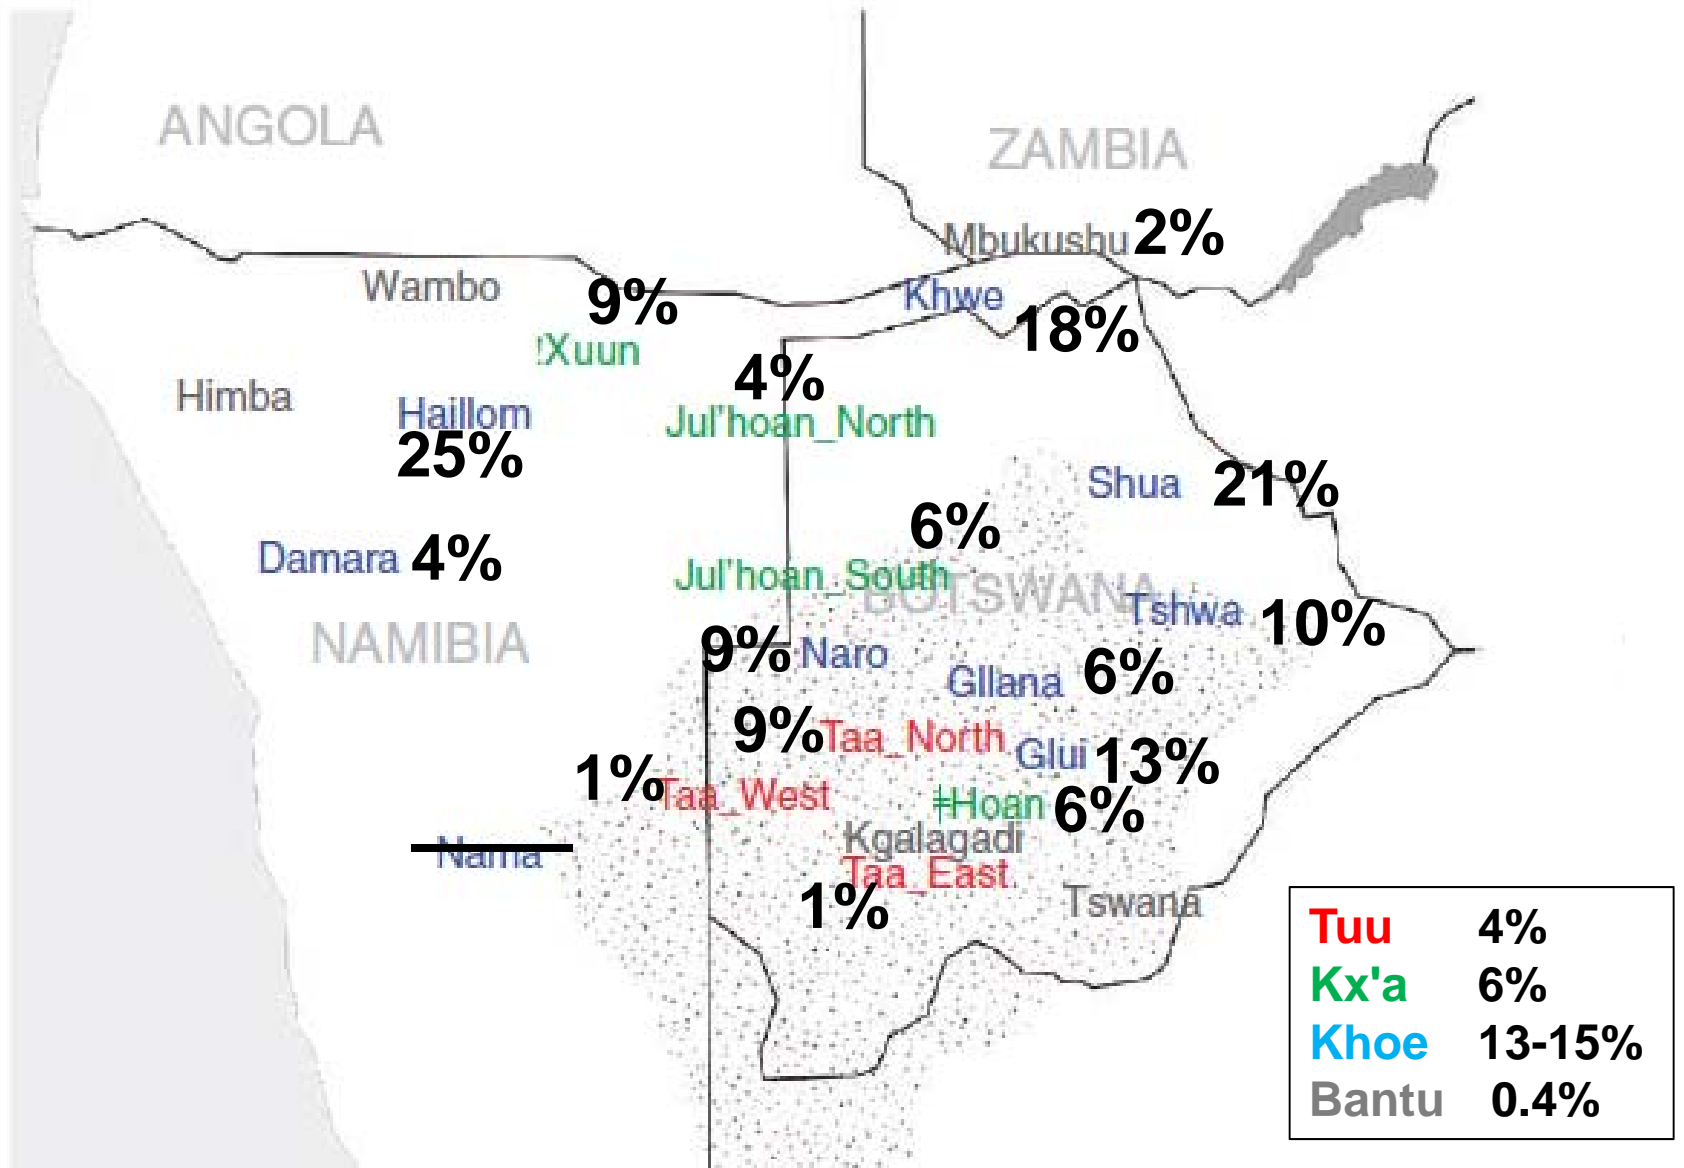 ANGOLA
ZAMBIA
Mbukushu 2%
Wambo
9%
Khwe
18%
!Xuun
4%
Himba
Haillom
25%
Jul'hoan_North
Shua 21%
6%
Damara 4%
Jul'hoan_South
BOTSWANA
Tshwa 10%
NAMIBIA
9% Naro
Gllana 6%
9% Taa_North
Glui 13%
1% Taa_West
ǂHoan 6%
Kgalagadi
Nama
Taa_East
1%
Tswana
Tuu 4%
Kx'a 6%
Khoe 13-15%
Bantu 0.4%